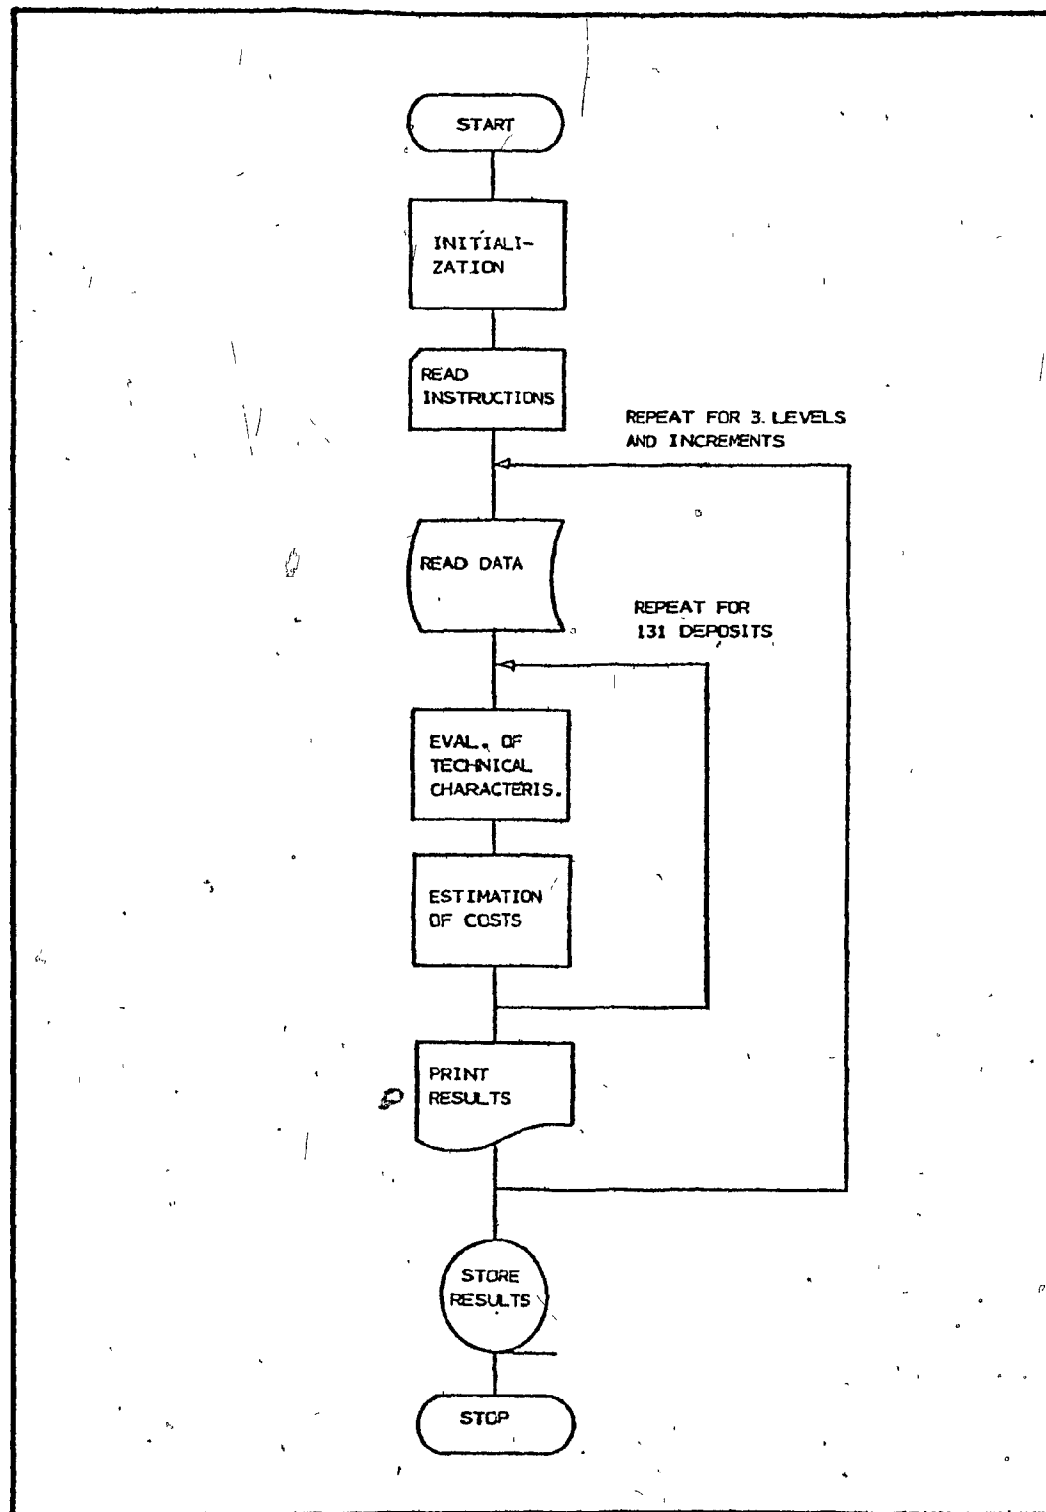 START
INITIALI-
ZATION
READ
INSTRUCTIONS
REPEAT FOR 3. LEVELS
AND INCREMENTS
READ DATA
REPEAT FOR
131 DEPOSITS
EVAL. OF
TECHNICAL
CHARACTERIS.
ESTIMATION
OF COSTS
PRINT
RESULTS
STORE
RESULTS
STOP